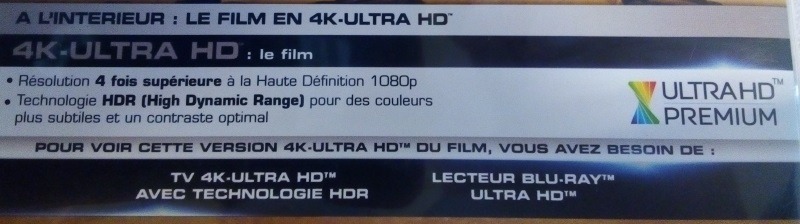 A L'INTERIEUR : LE FILM EN 4K-ULTRA HD™
4K-ULTRA HD™ : le film
• Résolution 4 fois supérieure à la Haute Définition 1080p
• Technologie HDR (High Dynamic Range) pour des couleurs
plus subtiles et un contraste optimal
ULTRA HD™
PREMIUM
POUR VOIR CETTE VERSION 4K-ULTRA HD™ DU FILM, VOUS AVEZ BESOIN DE :
TV 4K-ULTRA HD™
AVEC TECHNOLOGIE HDR
LECTEUR BLU-RAY™
ULTRA HD™